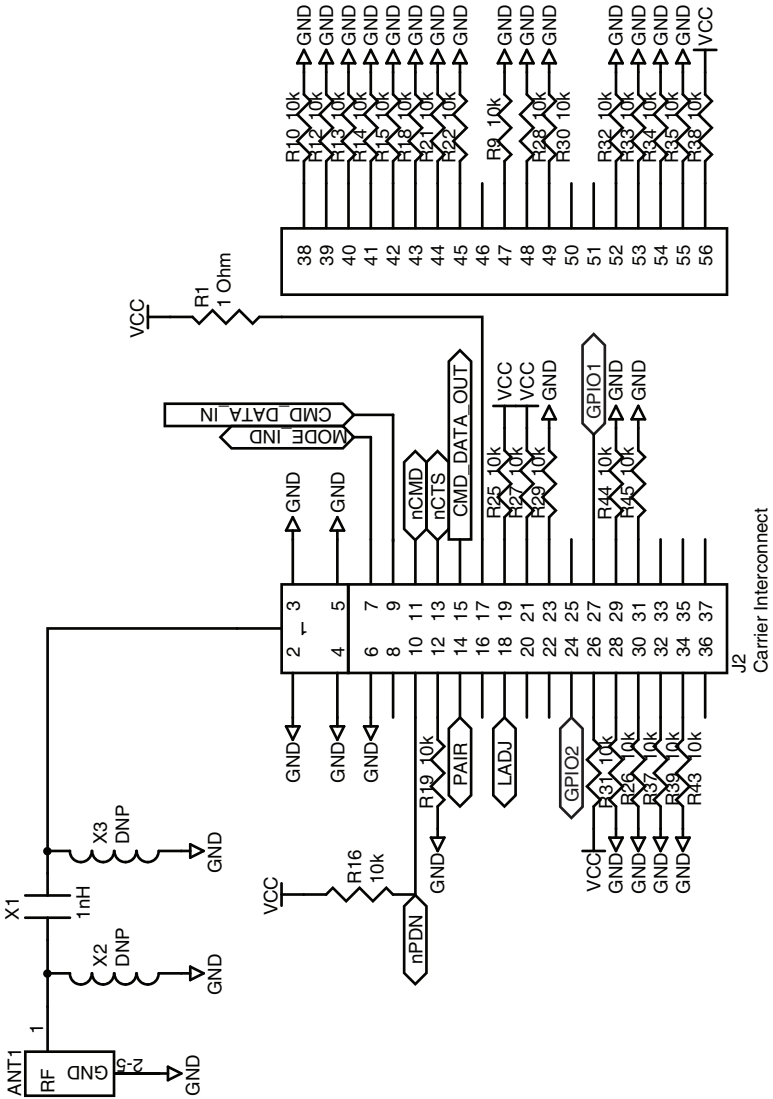 GND GND GND GND GND GND GND GND GND GND GND GND GND GND GND VCC
R10 10k
R12 10k
R13 10k
R14 10k
R15 10k
R18 10k
R21 10k
R22 10k
R9 10k
R28 10k
R30 10k
R32 10k
R33 10k
R34 10k
R35 10k
R38 10k
38 39 40 41 42 43 44 45 46 47 48 49 50 51 52 53 54 55 56
VCC
R1
1 Ohm
CMD_DATA_IN
MODE_IND
GND
GND
nCMD
nCTS
CMD_DATA_OUT
VCC
VCC
GND
GPIO1
GND
GND
R25 10k
R27 10k
R29 10k
R44 10k
R45 10k
3 5 7 9 11 13 15 17 19 21 23 25 27 29 31 33 35 37
1
2 4 6 8 10 12 14 16 18 20 22 24 26 28 30 32 34 36
J2
Carrier Interconnect
GND
GND
GND
R19 10k
GND
PAIR
LADJ
GPIO2
R31 10k
R26 10k
R37 10k
R39 10k
R43 10k
VCC
GND
GND
GND
GND
VCC
R16
10k
nPDN
X3
DNP
GND
X1
1nH
X2
DNP
GND
ANT1
RF
GND
1
2-5
GND